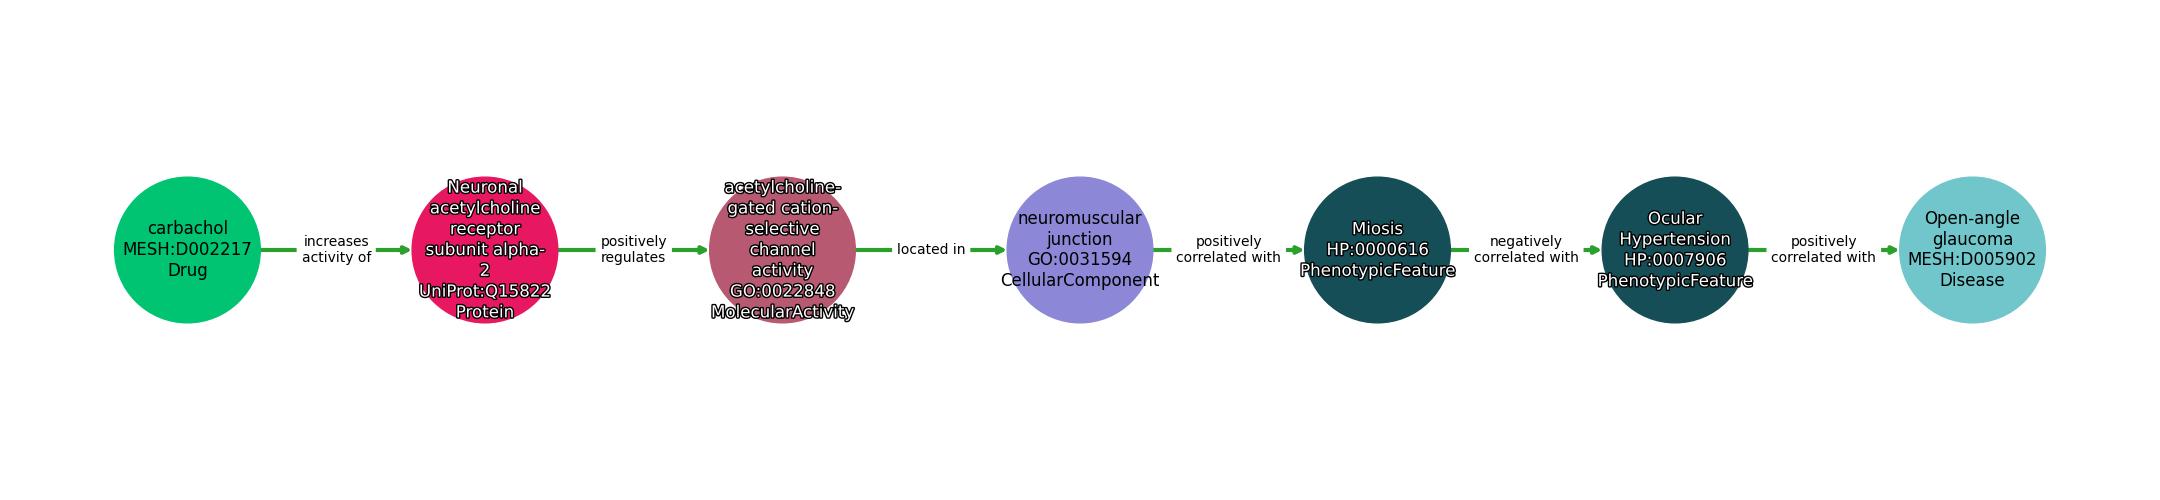 carbachol
MESH:D002217
Drug
increases
activity of
Neuronal
acetylcholine
receptor
subunit alpha-
2
UniProt:Q15822
Protein
positively
regulates
acetylcholine-
gated cation-
selective
channel
activity
GO:0022848
MolecularActivity
located in
neuromuscular
junction
GO:0031594
CellularComponent
positively
correlated with
Miosis
HP:0000616
PhenotypicFeature
negatively
correlated with
Ocular
Hypertension
HP:0007906
PhenotypicFeature
positively
correlated with
Open-angle
glaucoma
MESH:D005902
Disease